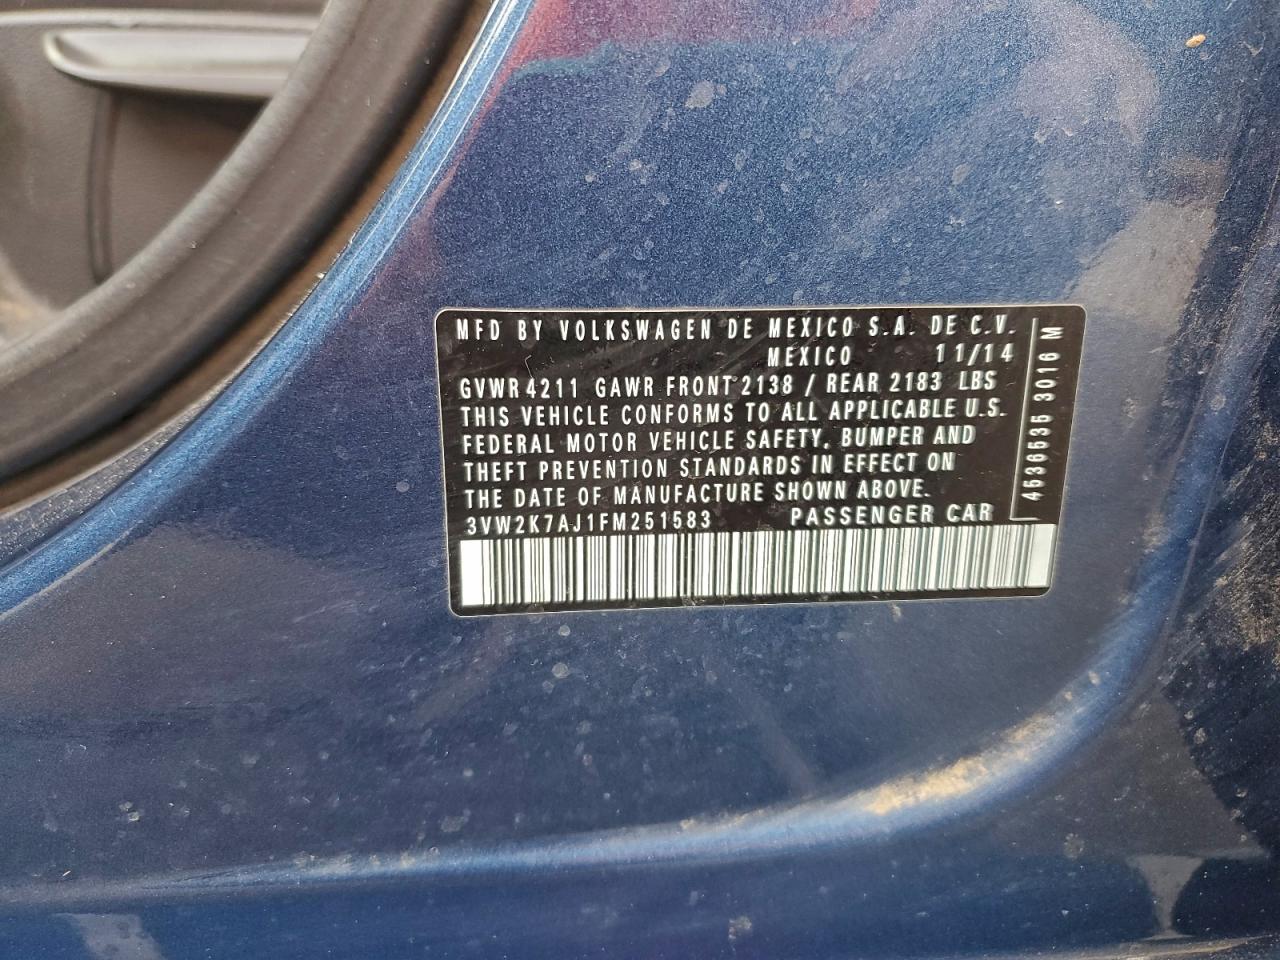 MFD BY VOLKSWAGEN DE MEXICO S.A. DE C.V.
MEXICO 11/14
GVWR 4211 GAWR FRONT 2138 / REAR 2183 LBS
THIS VEHICLE CONFORMS TO ALL APPLICABLE U.S.
FEDERAL MOTOR VEHICLE SAFETY, BUMPER AND
THEFT PREVENTION STANDARDS IN EFFECT ON
THE DATE OF MANUFACTURE SHOWN ABOVE.
3VW2K7AJ1FM251583 PASSENGER CAR
4636535 3016 M